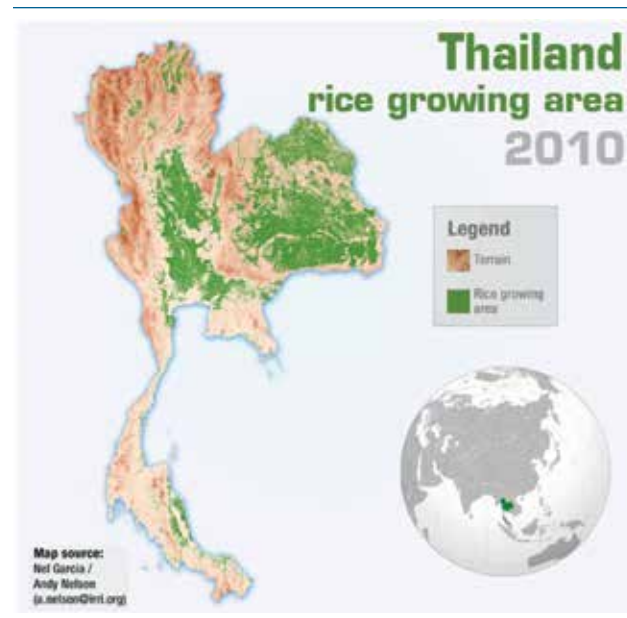 Thailand
rice growing area
2010
Legend
Terrain
Rice growing
area
Map source:
Nel Garcia /
Andy Nelson
(a.nelson@irri.org)